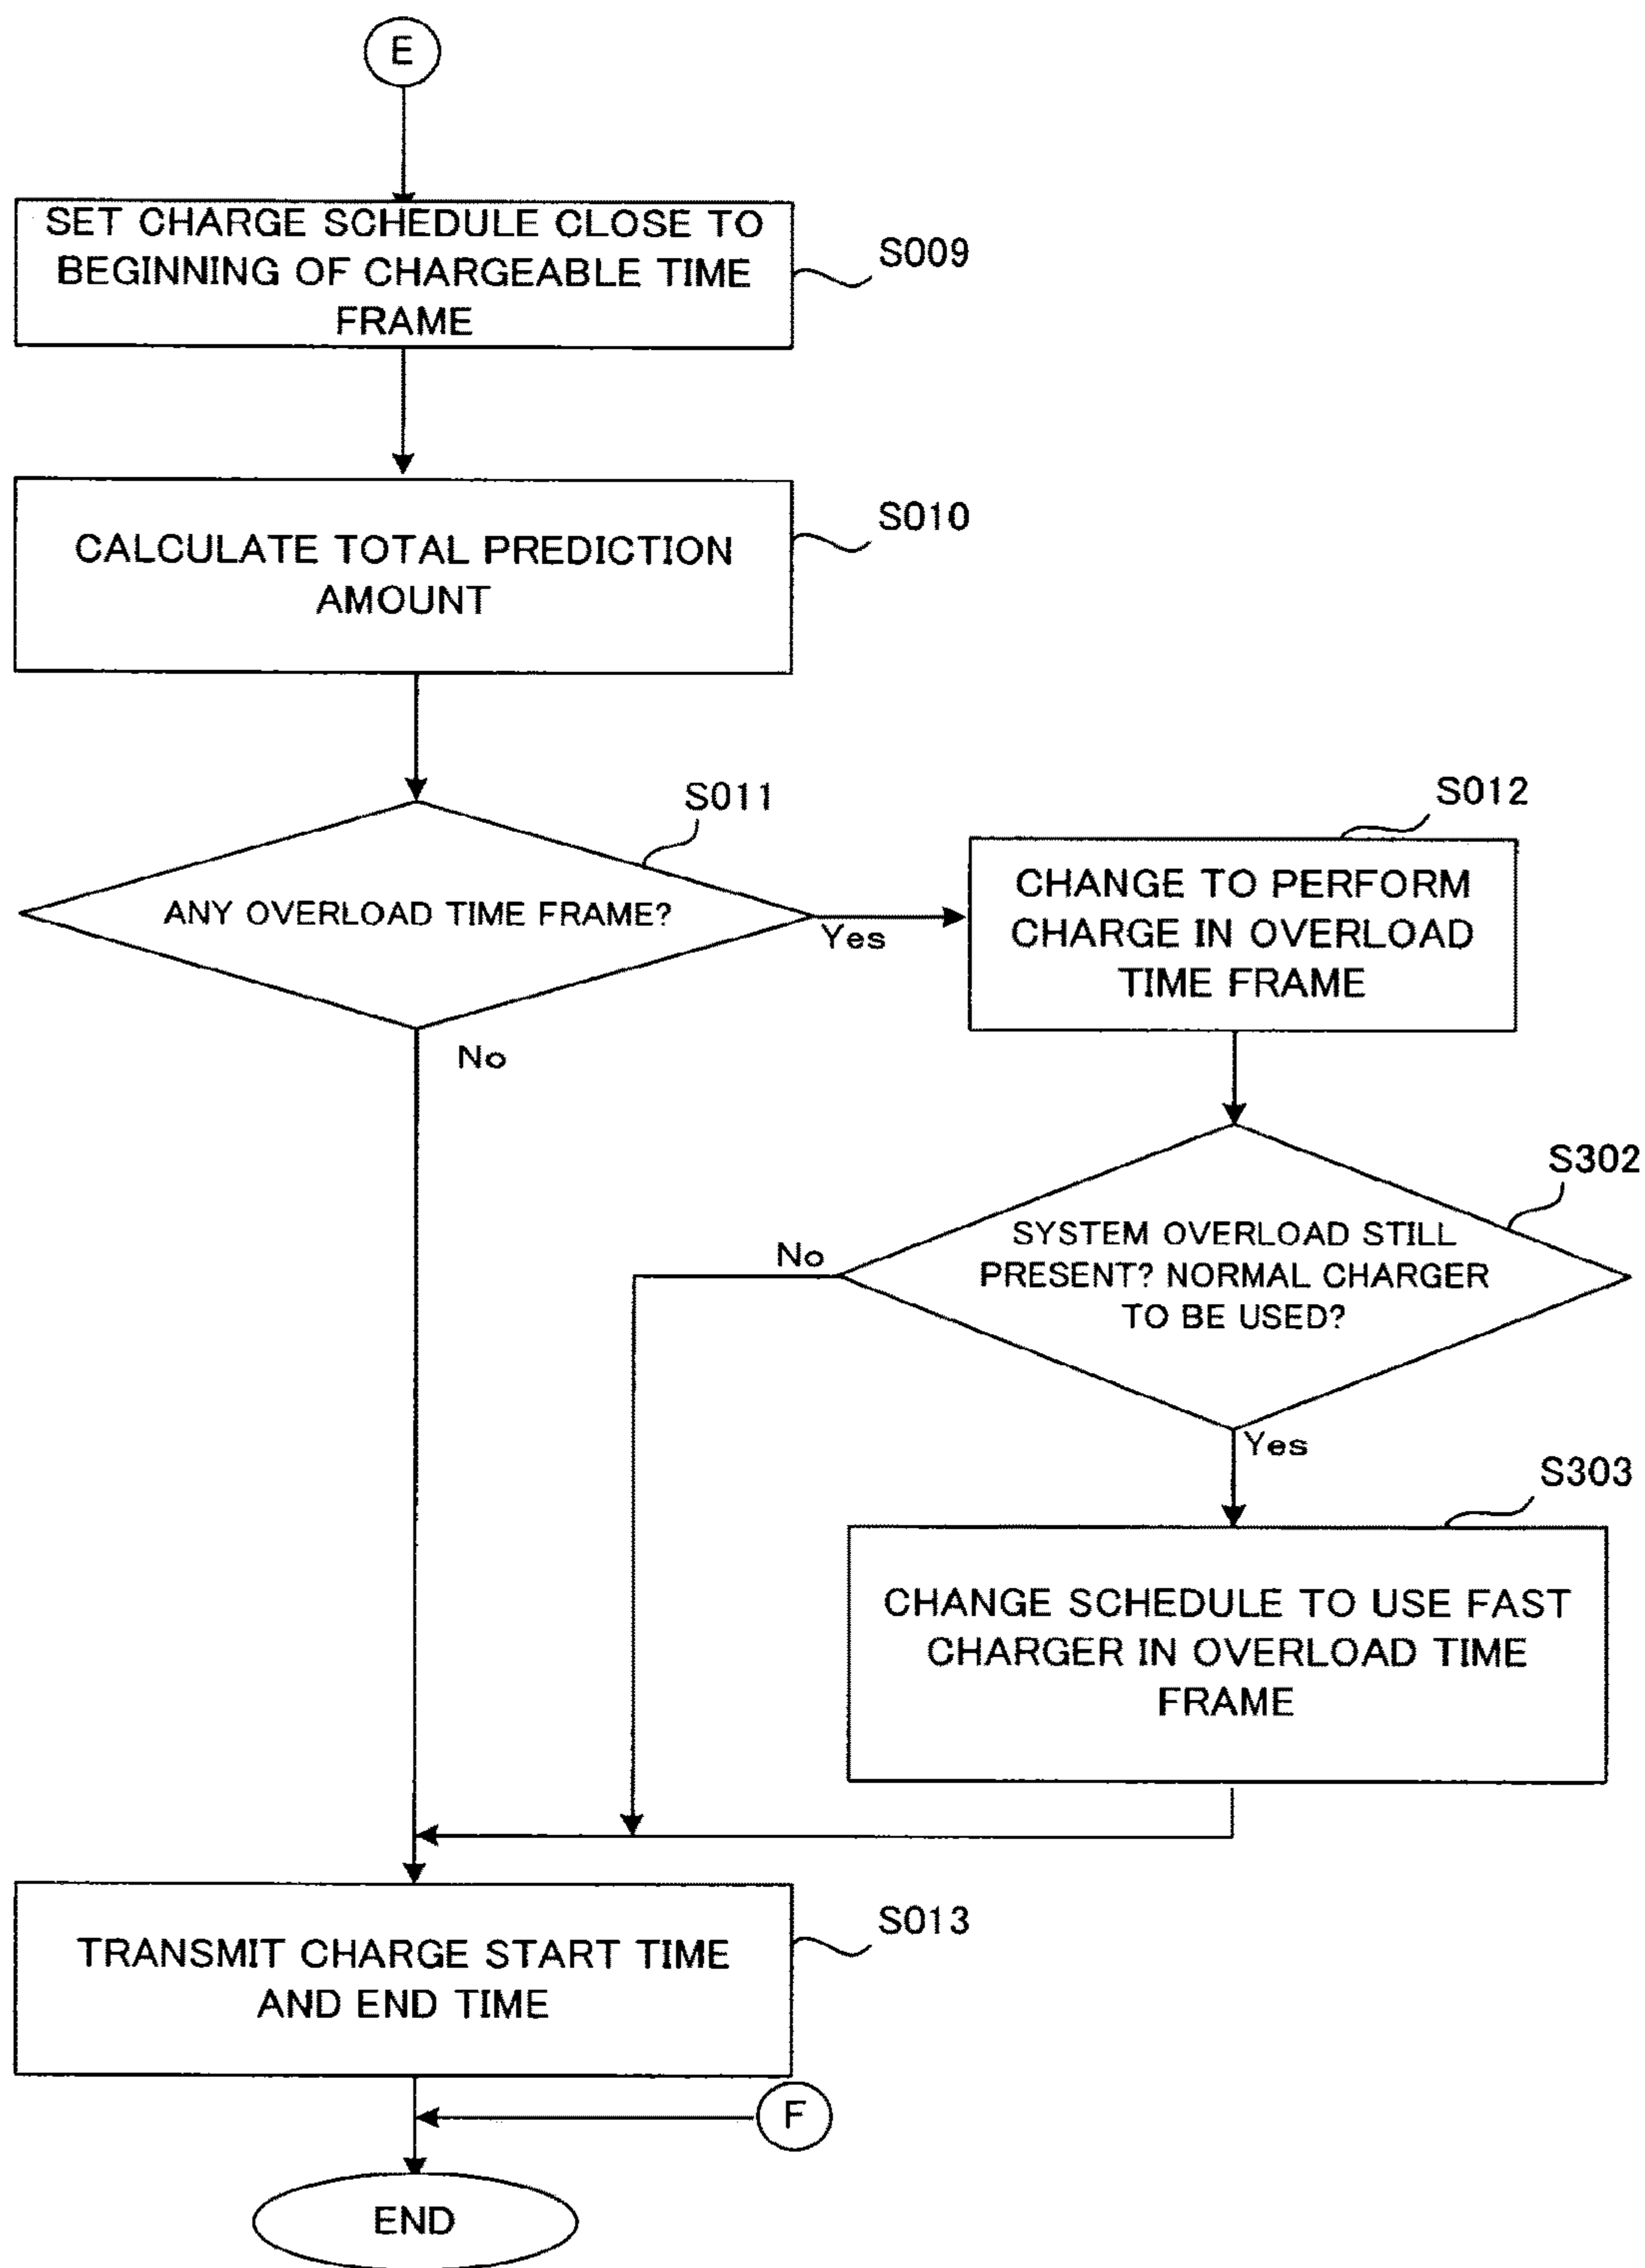 E
SET CHARGE SCHEDULE CLOSE TO
BEGINNING OF CHARGEABLE TIME
FRAME
S009
CALCULATE TOTAL PREDICTION
AMOUNT
S010
ANY OVERLOAD TIME FRAME?
S011
Yes
No
CHANGE TO PERFORM
CHARGE IN OVERLOAD
TIME FRAME
S012
SYSTEM OVERLOAD STILL
PRESENT? NORMAL CHARGER
TO BE USED?
S302
No
Yes
CHANGE SCHEDULE TO USE FAST
CHARGER IN OVERLOAD TIME
FRAME
S303
TRANSMIT CHARGE START TIME
AND END TIME
S013
F
END